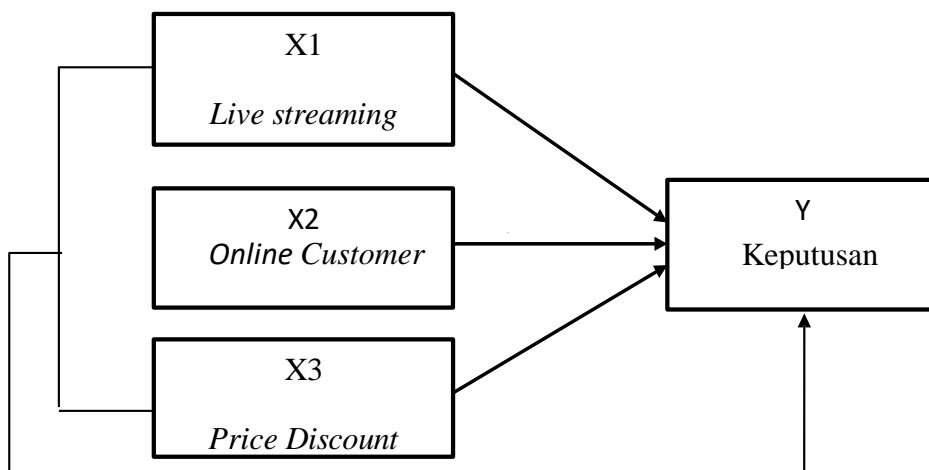 X1
Live streaming
X2
Online Customer
X3
Price Discount
Y
Keputusan